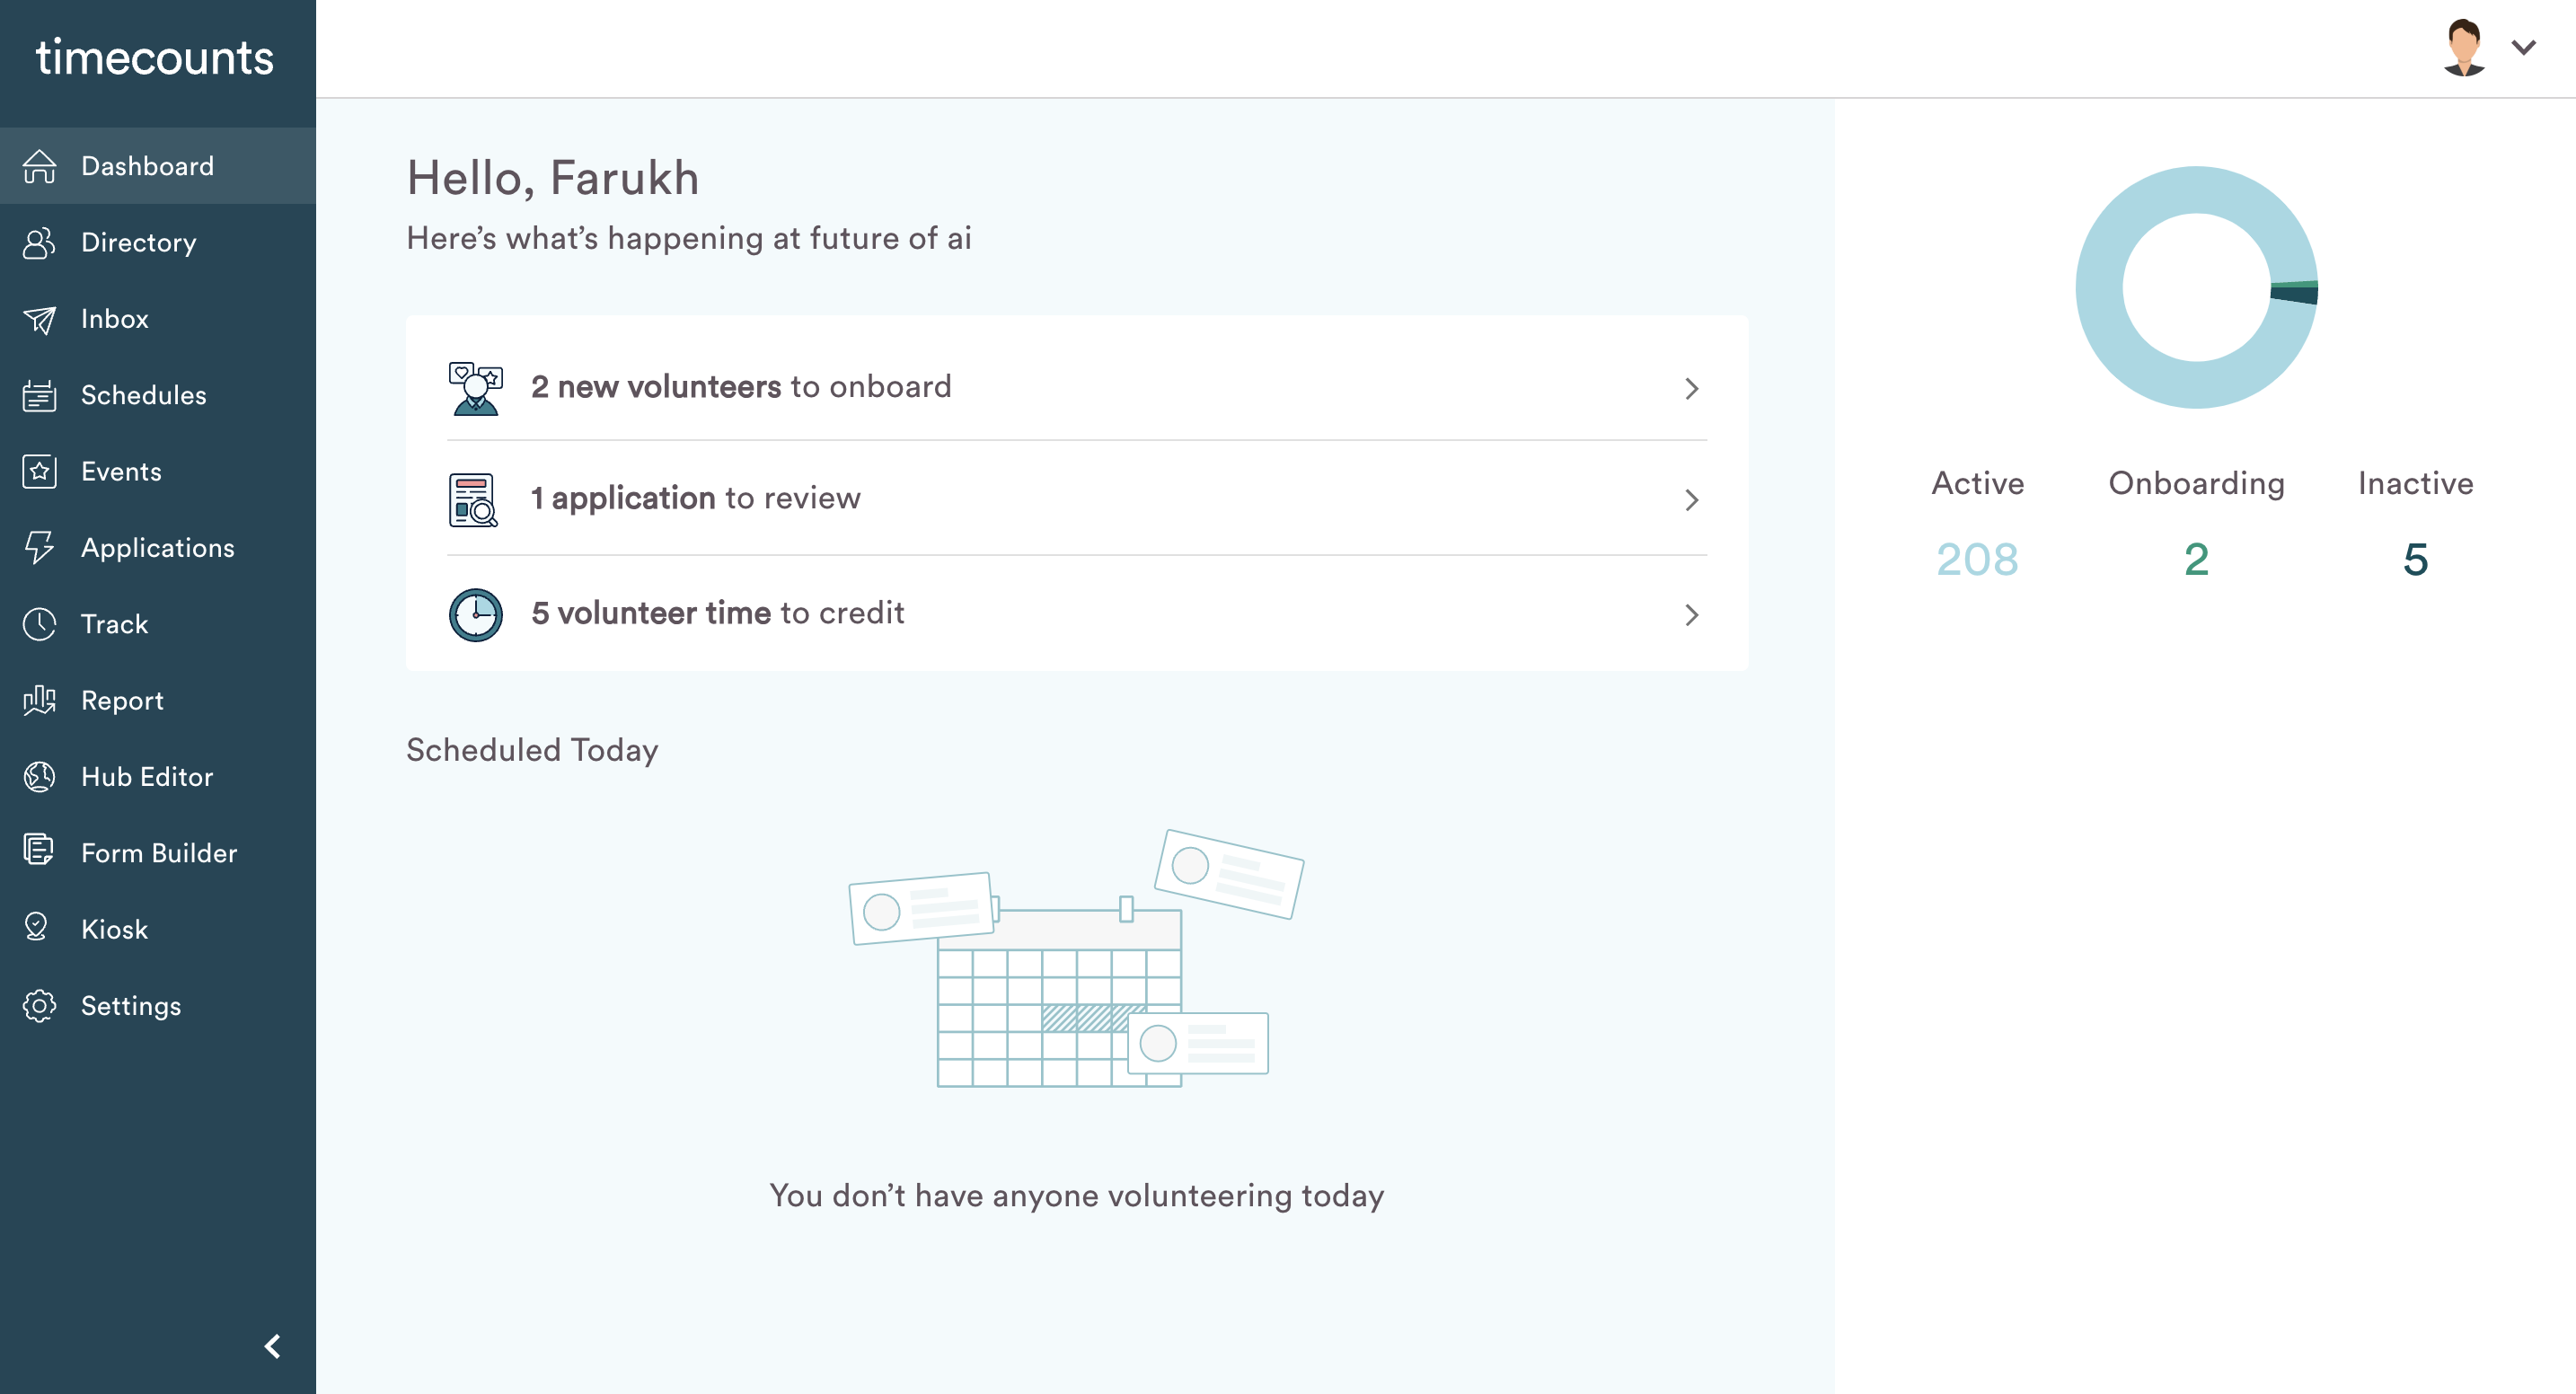 timecounts
Dashboard
Directory
Inbox
Schedules
Events
Applications
Track
Report
Hub Editor
Form Builder
Kiosk
Settings
Hello, Farukh
Here’s what’s happening at future of ai
2 new volunteers to onboard
1 application to review
5 volunteer time to credit
Scheduled Today
You don’t have anyone volunteering today
Active Onboarding Inactive
208 2 5